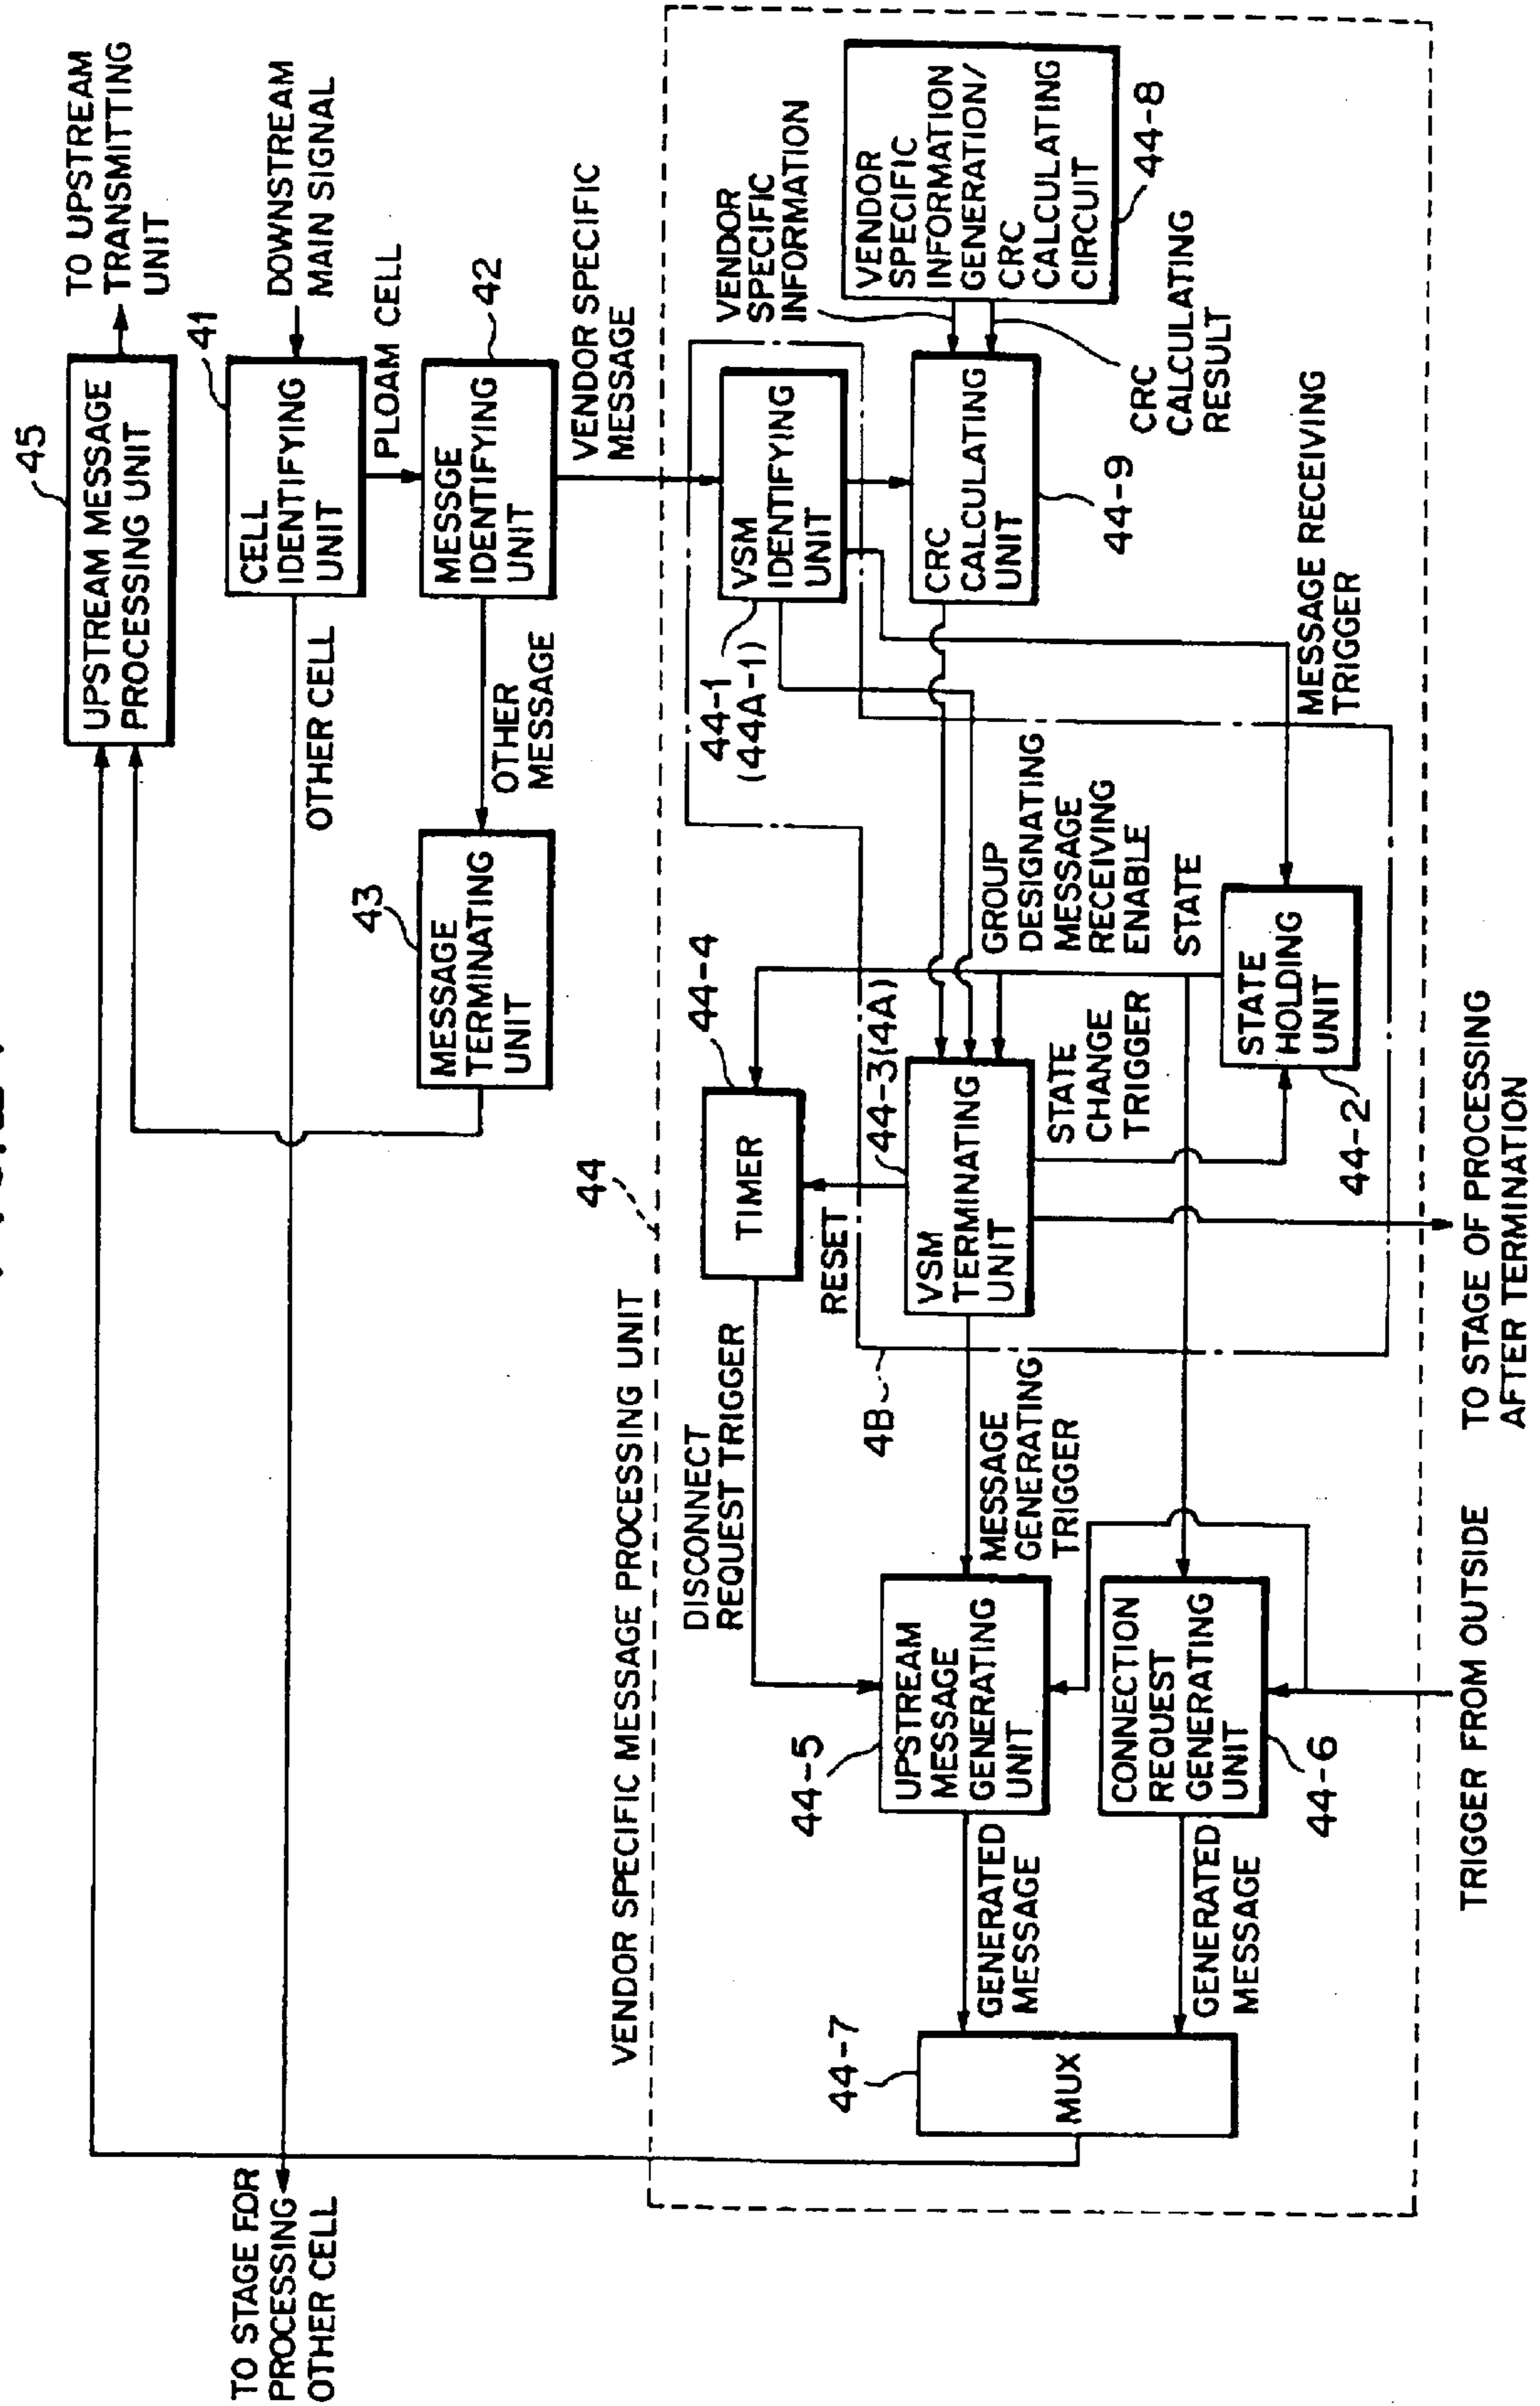 45
UPSTREAM MESSAGE
PROCESSING UNIT
TO UPSTREAM
TRANSMITTING
UNIT
41
CELL
IDENTIFYING
UNIT
DOWNSTREAM
MAIN SIGNAL
OTHER CELL
TO STAGE FOR
PROCESSING
OTHER CELL
PLOAM CELL
42
MESSGE
IDENTIFYING
UNIT
OTHER
MESSAGE
43
MESSAGE
TERMINATING
UNIT
VENDOR SPECIFIC
MESSAGE
44
VENDOR SPECIFIC MESSAGE PROCESSING UNIT
VSM
IDENTIFYING
UNIT
44-1
(44A-1)
VENDOR
SPECIFIC
INFORMATION
VENDOR
SPECIFIC
INFORMATION
GENERATION/
CRC
CALCULATING
CIRCUIT
44-8
CRC
CALCULATING
RESULT
CRC
CALCULATING
UNIT
44-9
MESSAGE RECEIVING
TRIGGER
GROUP
DESIGNATING
MESSAGE
RECEIVING
ENABLE
STATE
STATE
HOLDING
UNIT
44-2
STATE
CHANGE
TRIGGER
44-4
TIMER
RESET
44-3(4A)
VSM
TERMINATING
UNIT
4B
DISCONNECT
REQUEST TRIGGER
MESSAGE
GENERATING
TRIGGER
44-5
UPSTREAM
MESSAGE
GENERATING
UNIT
CONNECTION
REQUEST
GENERATING
UNIT
44-6
GENERATED
MESSAGE
GENERATED
MESSAGE
44-7
MUX
TO STAGE OF PROCESSING
AFTER TERMINATION
TRIGGER FROM OUTSIDE